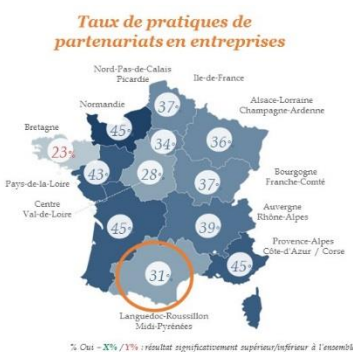 Taux de pratiques de
partenariats en entreprises
Nord-Pas-de-Calais
Picardie
Ile-de-France
37%
Normandie
Alsace-Lorraine
Champagne-Ardenne
45%
34%
36%
Bretagne
23%
43%
28%
37%
Bourgogne
Franche-Comté
Pays-de-la-Loire
Centre
Val-de-Loire
Auvergne
Rhône-Alpes
45%
39%
Provence-Alpes
Côte-d'Azur / Corse
31%
45%
Languedoc-Roussillon
Midi-Pyrénées
% Oui – X% / Y% : résultat significativement supérieur/inférieur à l'ensemble